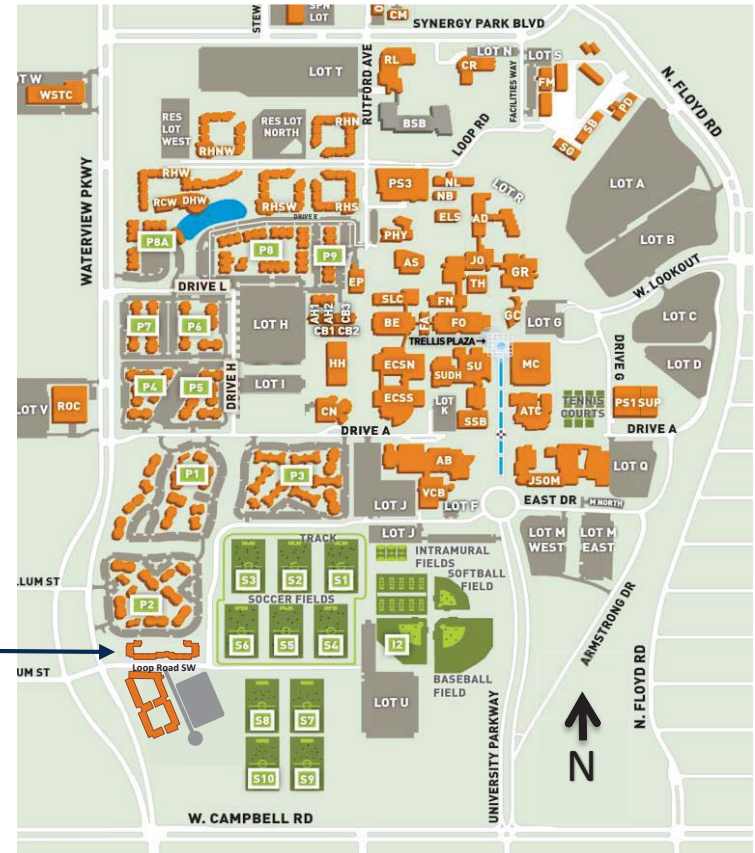 STEW
SPN
LOT
CM
SYNERGY PARK BLVD
RUTFORD AVE
RL
CR
LOT N
LOT S
FACILITIES WAY
FM
N. FLOYD RD
OT W
WSTC
LOT T
BSB
PD
SB
SG
LOOP RD
RES
LOT
WEST
RHNW
RES LOT
NORTH
RHN
WATERVIEW PKWY
RHW
RCW
DHW
RHSW
RHS
DRIVE E
PS3
NL
NB
ELS
AD
LOT R
LOT A
LOT B
P8A
P8
P9
PHY
AS
JO
TH
GR
EP
W. LOOKOUT
DRIVE L
P7
P6
LOT H
AH1
AH2
CB3
CB1
CB2
SLC
FN
BE
FA
FO
GC
LOT G
LOT C
TRELLIS PLAZA→
DRIVE G
LOT D
P4
P5
DRIVE H
LOT I
HH
ECSN
SUDH
SU
MC
LOT V
ROC
CN
ECSS
LOT
K
SSB
ATC
TENNIS
COURTS
PS1
SUP
DRIVE A
DRIVE A
P1
P3
AB
VCB
LOT J
LOT F
JSOM
LOT Q
EAST DR
M NORTH
TRACK
LOT J
LOT M
WEST
LOT M
EAST
INTRAMURAL
FIELDS
SOFTBALL
FIELD
S3
S2
S1
SOCCER FIELDS
LLUM ST
P2
S6
S5
S4
I2
ARMSTRONG DR
UM ST
Loop Road SW
BASEBALL
FIELD
LOT U
N. FLOYD RD
S8
S7
S10
S9
UNIVERSITY PARKWAY
N
W. CAMPBELL RD